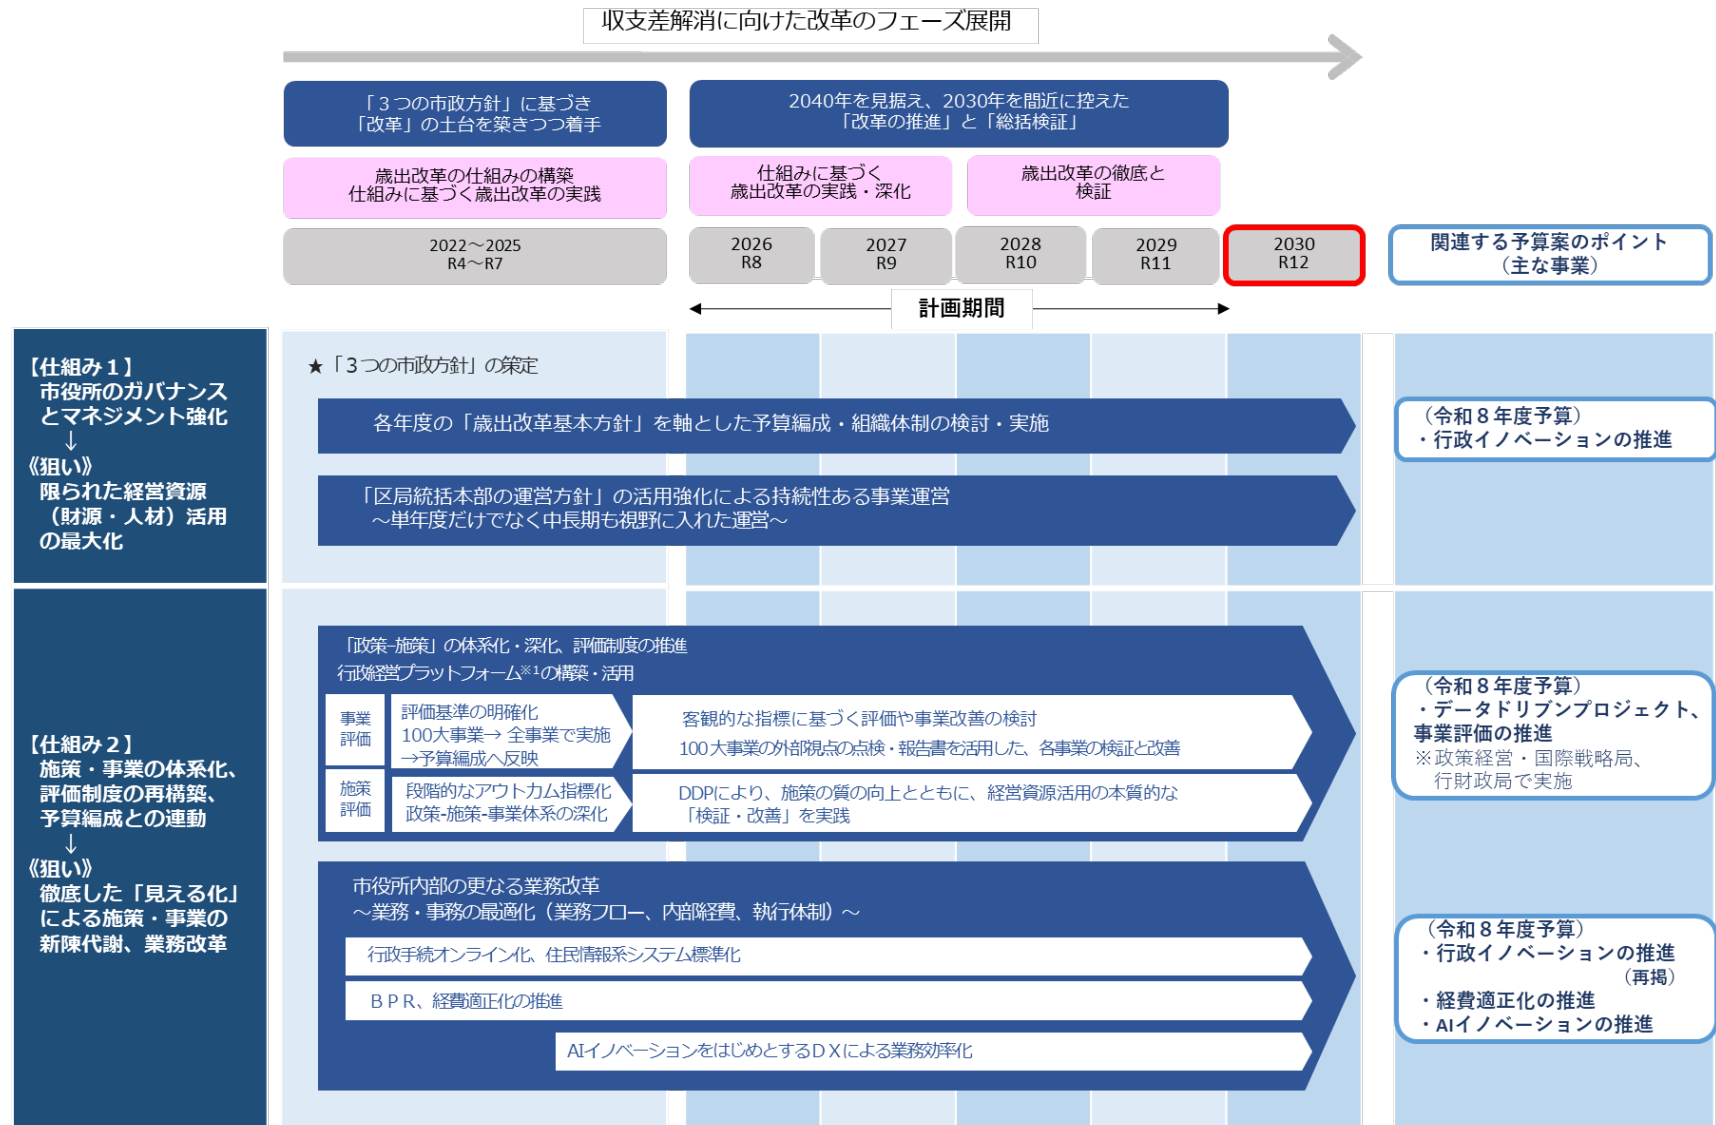 収支差解消に向けた改革のフェーズ展開
「３つの市政方針」に基づき
「改革」の土台を築きつつ着手
2040年を見据え、2030年を間近に控えた
「改革の推進」と「総括検証」
歳出改革の仕組みの構築
仕組みに基づく歳出改革の実践
仕組みに基づく
歳出改革の実践・深化
歳出改革の徹底と
検証
2022～2025
R4～R7
2026
R8
2027
R9
2028
R10
2029
R11
2030
R12
関連する予算案のポイント
（主な事業）
計画期間
【仕組み１】
市役所のガバナンス
とマネジメント強化
↓
《狙い》
限られた経営資源
（財源・人材）活用
の最大化
★「３つの市政方針」の策定
各年度の「歳出改革基本方針」を軸とした予算編成・組織体制の検討・実施
「区局統括本部の運営方針」の活用強化による持続性ある事業運営
～単年度だけでなく中長期も視野に入れた運営～
（令和８年度予算）
・行政イノベーションの推進
【仕組み２】
施策・事業の体系化、
評価制度の再構築、
予算編成との連動
↓
《狙い》
徹底した「見える化」
による施策・事業の
新陳代謝、業務改革
「政策–施策」の体系化・深化、評価制度の推進
行政経営プラットフォーム※1の構築・活用
事業
評価
評価基準の明確化
100大事業→ 全事業で実施
→予算編成へ反映
客観的な指標に基づく評価や事業改善の検討
100大事業の外部視点の点検・報告書を活用した、各事業の検証と改善
施策
評価
段階的なアウトカム指標化
政策-施策-事業体系の深化
DDPにより、施策の質の向上とともに、経営資源活用の本質的な
「検証・改善」を実践
（令和８年度予算）
・データドリブンプロジェクト、
事業評価の推進
※政策経営・国際戦略局、
行財政局で実施
市役所内部の更なる業務改革
～業務・事務の最適化（業務フロー、内部経費、執行体制）～
行政手続オンライン化、住民情報系システム標準化
ＢＰＲ、経費適正化の推進
AIイノベーションをはじめとするＤＸによる業務効率化
（令和８年度予算）
・行政イノベーションの推進
（再掲）
・経費適正化の推進
・AIイノベーションの推進